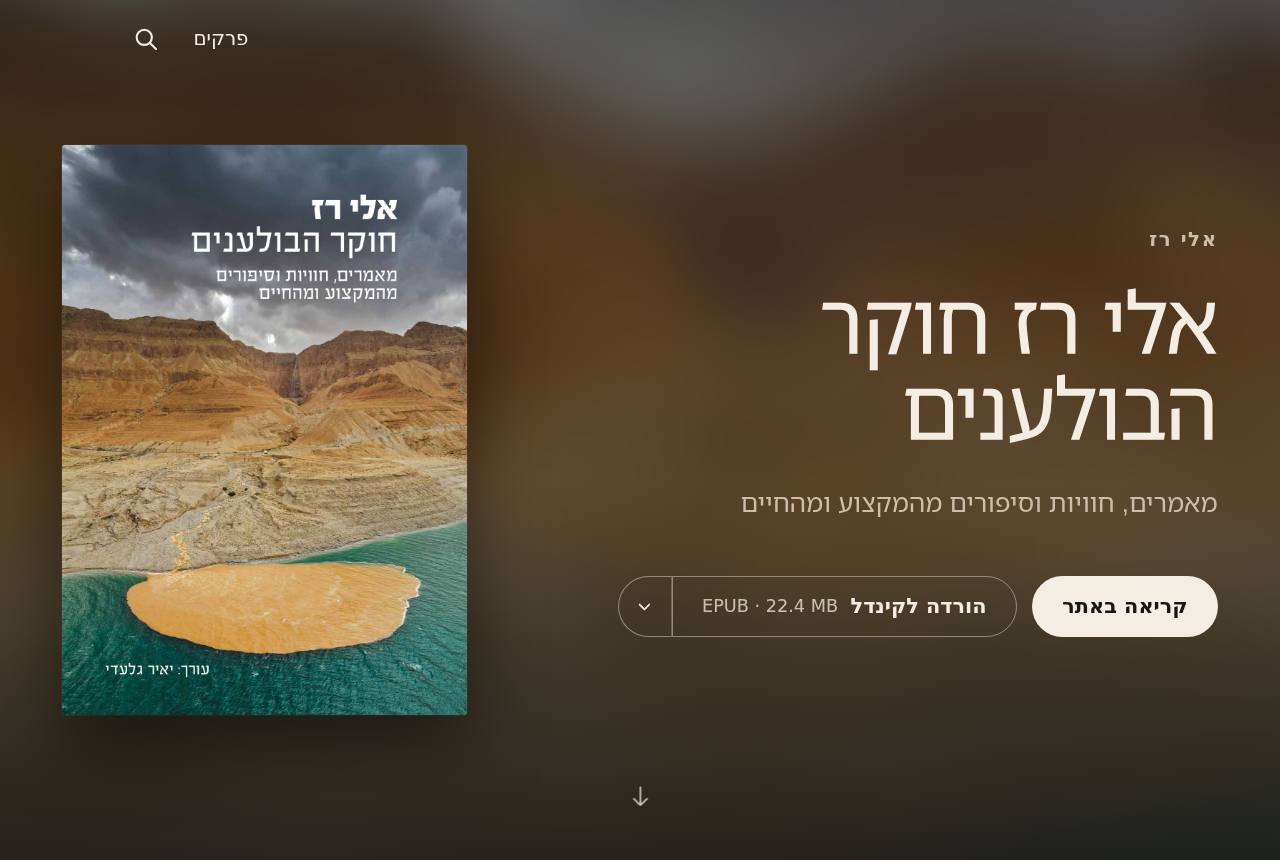 פרקים
אלי רז
אלי רז חוקר
הבולענים
מאמרים, חוויות וסיפורים מהמקצוע ומהחיים
קריאה באתר
הורדה לקינדל EPUB · 22.4 MB
אלי רז
חוקר הבולענים
מאמרים, חוויות וסיפורים
מהמקצוע ומהחיים
עורך: יאיר גלעדי